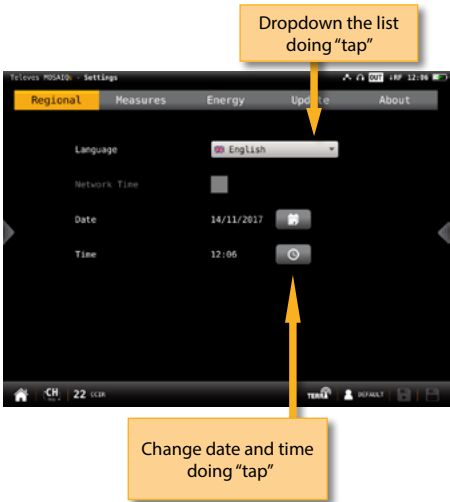 Dropdown the list
doing “tap”
Televes MOSAIQ6 - Settings OUT ↓RF 12:06
Regional Measures Energy Update About
Language English
Network Time
Date 14/11/2017
Time 12:06
CH 22 CCIR TERR DEFAULT
Change date and time
doing “tap”